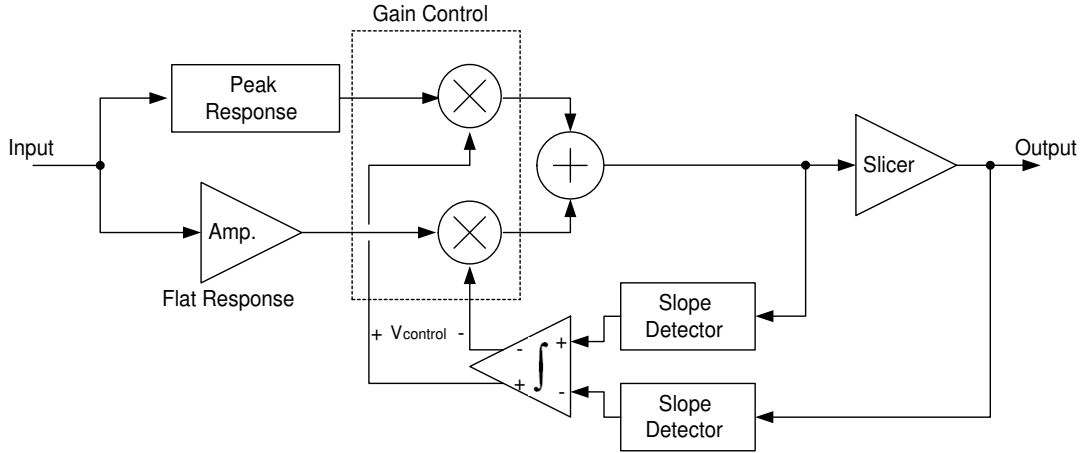 Gain Control
Peak
Response
Input
Amp.
Flat Response
Slicer
Output
+ Vcontrol -
Slope
Detector
- +
+ -
Slope
Detector